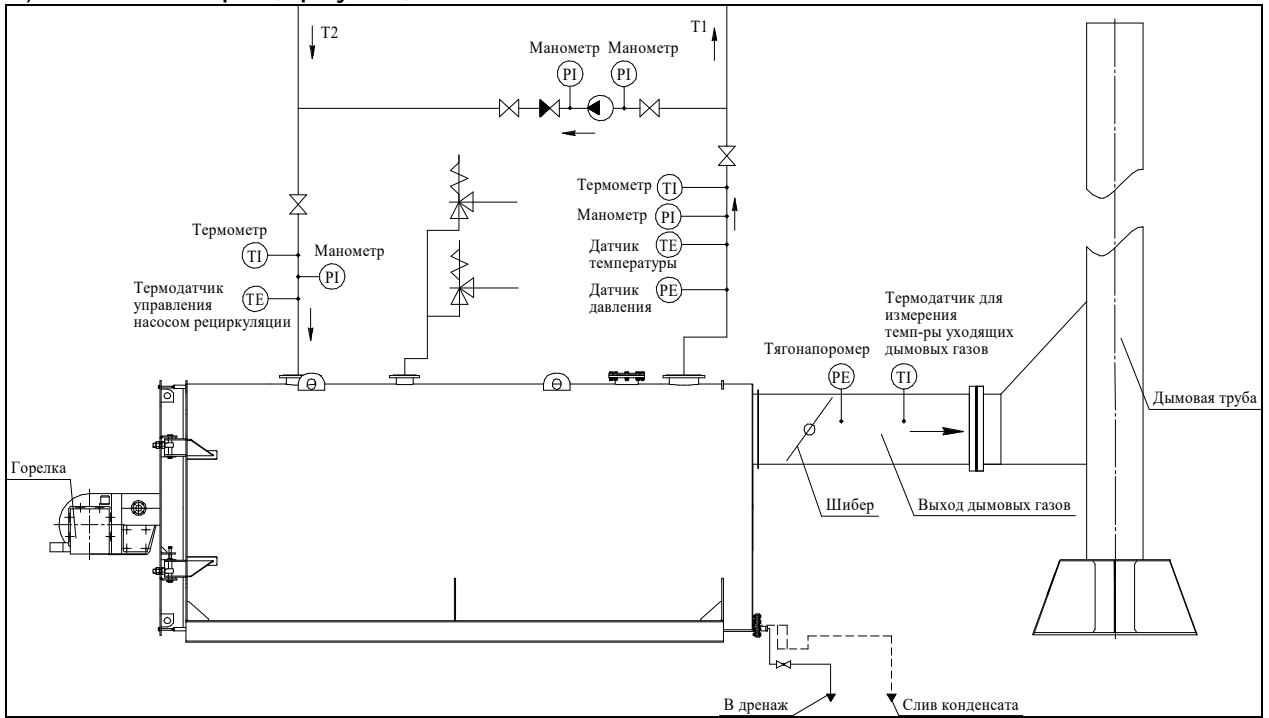 T2
T1
Манометр
Манометр
PI
PI
Термометр
TI
Манометр
PI
Датчик
температуры
TE
Датчик
давления
PE
Термометр
TI
Манометр
PI
Термодатчик
управления
насосом рециркуляции
TE
Термодатчик для
измерения
темп-ры уходящих
дымовых газов
Тягонапоромер
PE
TI
Дымовая труба
Горелка
Шибер
Выход дымовых газов
В дренаж
Слив конденсата